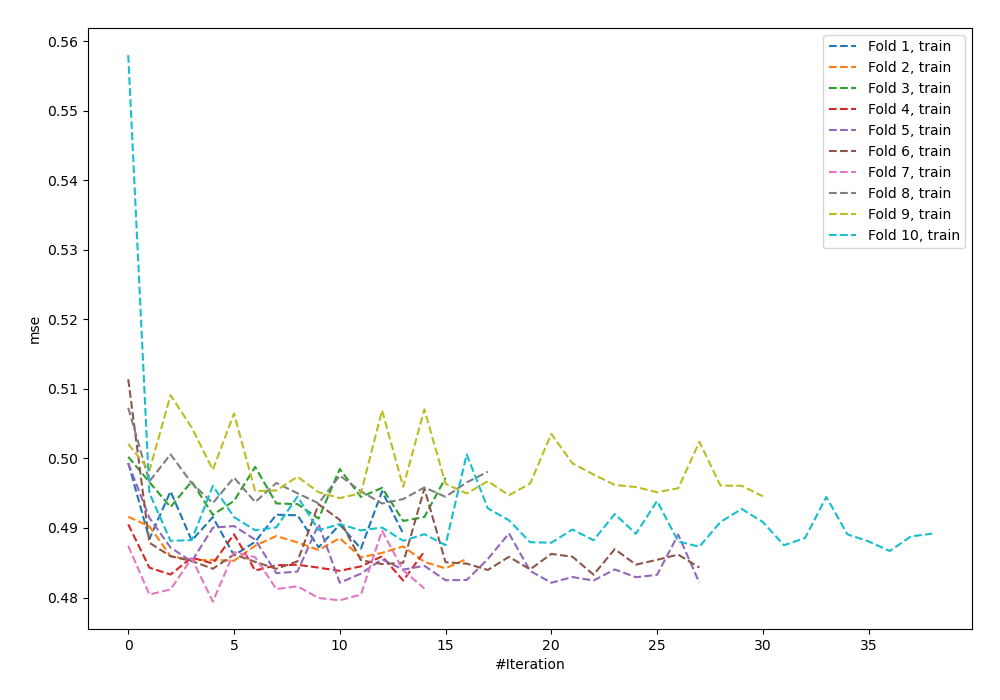 0.56
0.55
0.54
0.53
0.52
0.51
0.50
0.49
0.48
mse
0 5 10 15 20 25 30 35
#Iteration
Fold 1, train
Fold 2, train
Fold 3, train
Fold 4, train
Fold 5, train
Fold 6, train
Fold 7, train
Fold 8, train
Fold 9, train
Fold 10, train